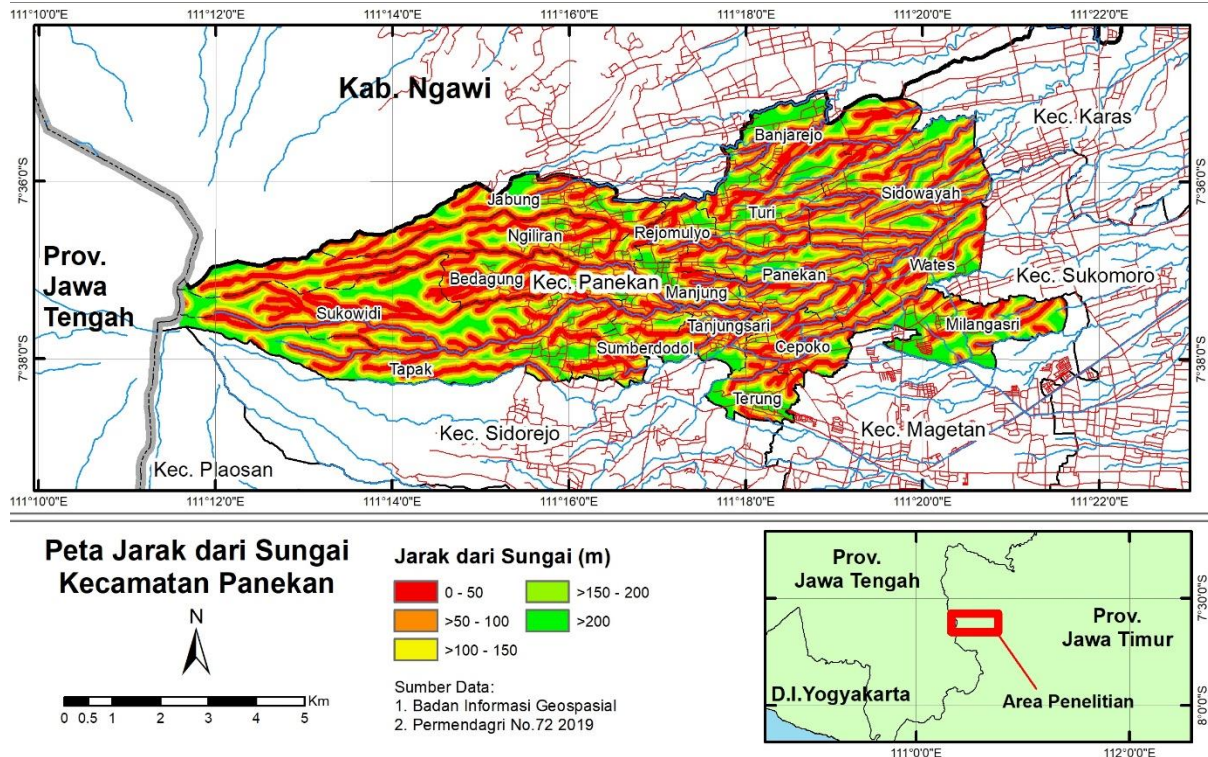 111°10'0"E
111°12'0"E
111°14'0"E
111°16'0"E
111°18'0"E
111°20'0"E
111°22'0"E
Kab. Ngawi
Kec. Karas
Banjarejo
7°36'0"S
7°36'0"S
Jabung
Sidowayah
Turi
Ngiliran
Rejomulyo
Prov.
Jawa
Tengah
Bedagung
Kec. Panekan
Panekan
Wates
Kec. Sukomoro
Manjung
Sukowidi
Tanjungsari
Milangasri
Sumberdodol
Cepoko
7°38'0"S
7°38'0"S
Tapak
Terung
Kec. Sidorejo
Kec. Magetan
Kec. Plaosan
111°10'0"E
111°12'0"E
111°14'0"E
111°16'0"E
111°18'0"E
111°20'0"E
111°22'0"E
Peta Jarak dari Sungai
Kecamatan Panekan
N
0 0.5 1 2 3 4 5
Km
Jarak dari Sungai (m)
0 - 50
>50 - 100
>100 - 150
>150 - 200
>200
Sumber Data:
1. Badan Informasi Geospasial
2. Permendagri No.72 2019
Prov.
Jawa Tengah
7°30'0"S
Prov.
Jawa Timur
D.I.Yogyakarta
Area Penelitian
8°0'0"S
111°0'0"E
112°0'0"E